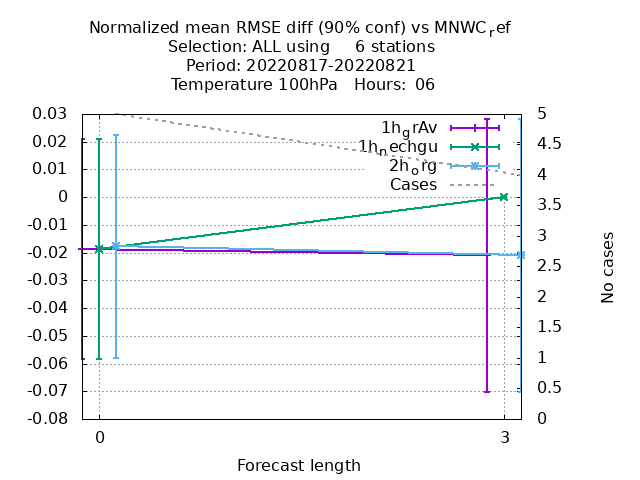 Normalized mean RMSE diff (90% conf) vs MNWC_ref
Selection: ALL using 6 stations
Period: 20220817-20220821
Temperature 100hPa Hours: 06
0.03
0.02
0.01
0
-0.01
-0.02
-0.03
-0.04
-0.05
-0.06
-0.07
-0.08
1h_grAv
1h_nechgu
2h_org
Cases
5
4.5
4
3.5
3
2.5
2
1.5
1
0.5
0
No cases
0 3
Forecast length